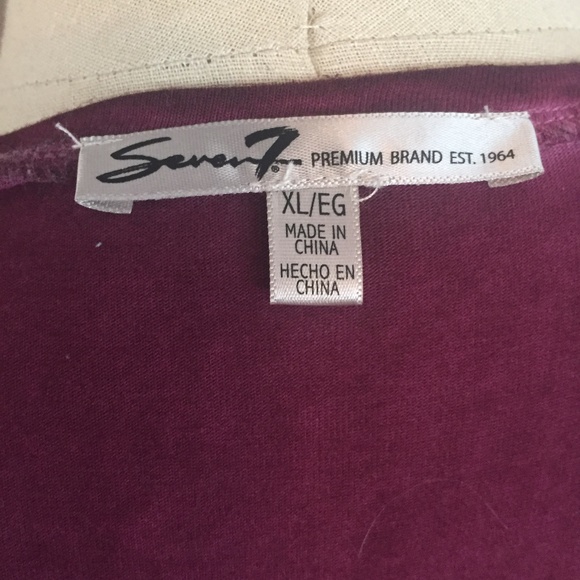 Seven7 PREMIUM BRAND EST. 1964
XL/EG
MADE IN
CHINA
HECHO EN
CHINA